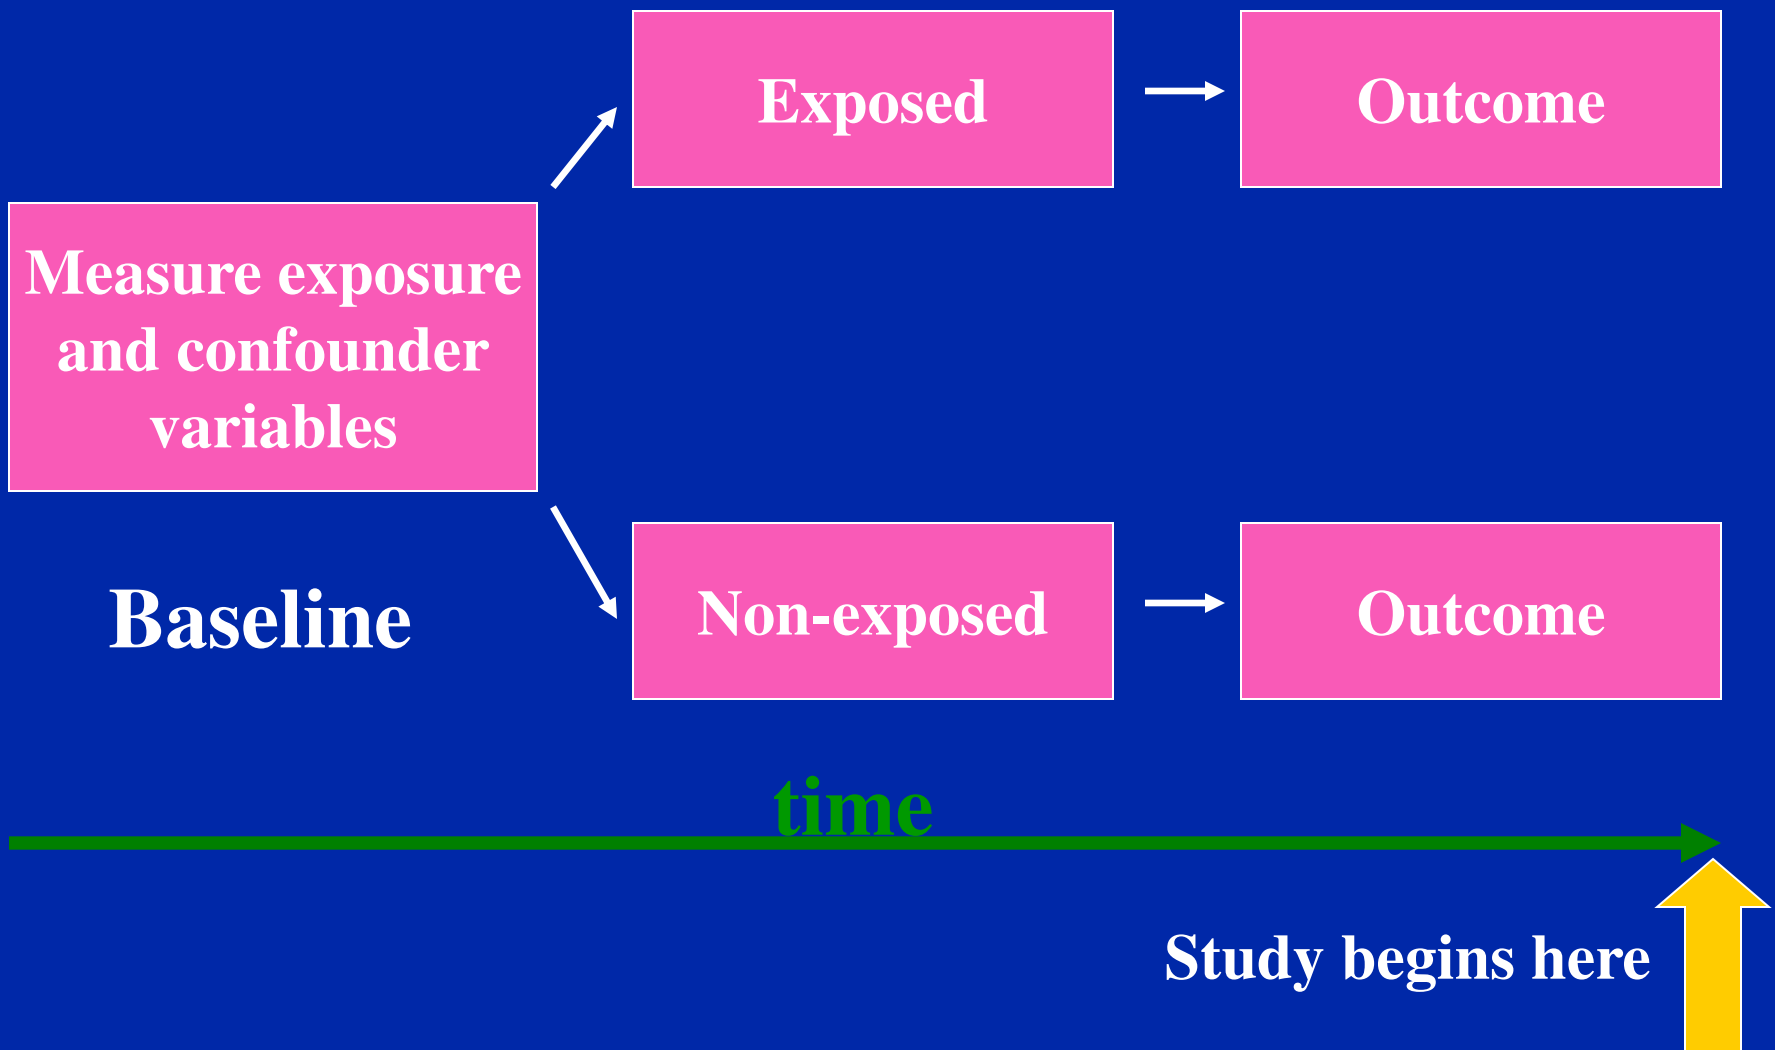 Exposed
Outcome
Measure exposure
and confounder
variables
Baseline
Non-exposed
Outcome
time
Study begins here